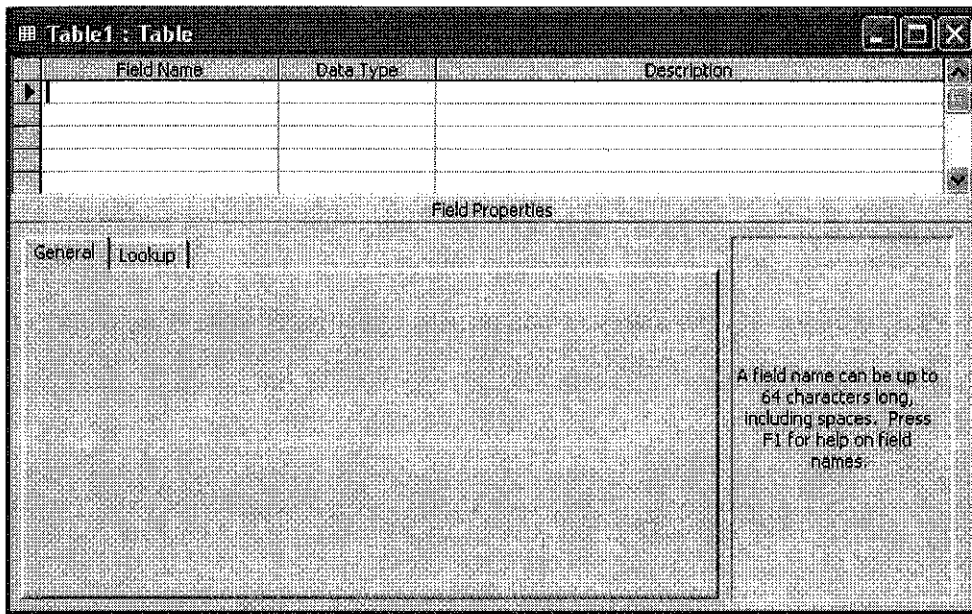 Table1 : Table
Field Name Data Type Description
Field Properties
General Lookup
A field name can be up to
64 characters long,
including spaces. Press
F1 for help on field
names.